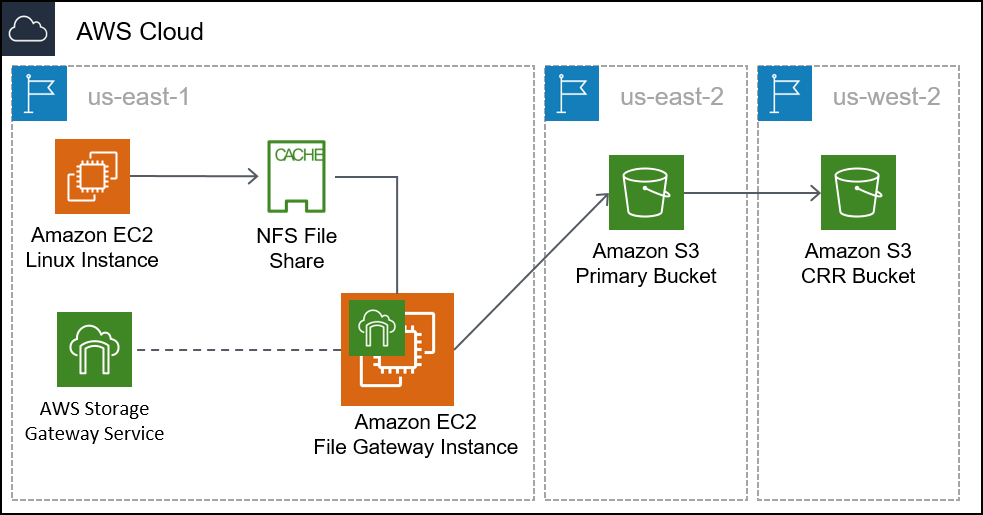 AWS Cloud
us-east-1
us-east-2
us-west-2
CACHE
Amazon EC2
Linux Instance
NFS File
Share
Amazon S3
Primary Bucket
Amazon S3
CRR Bucket
AWS Storage
Gateway Service
Amazon EC2
File Gateway Instance